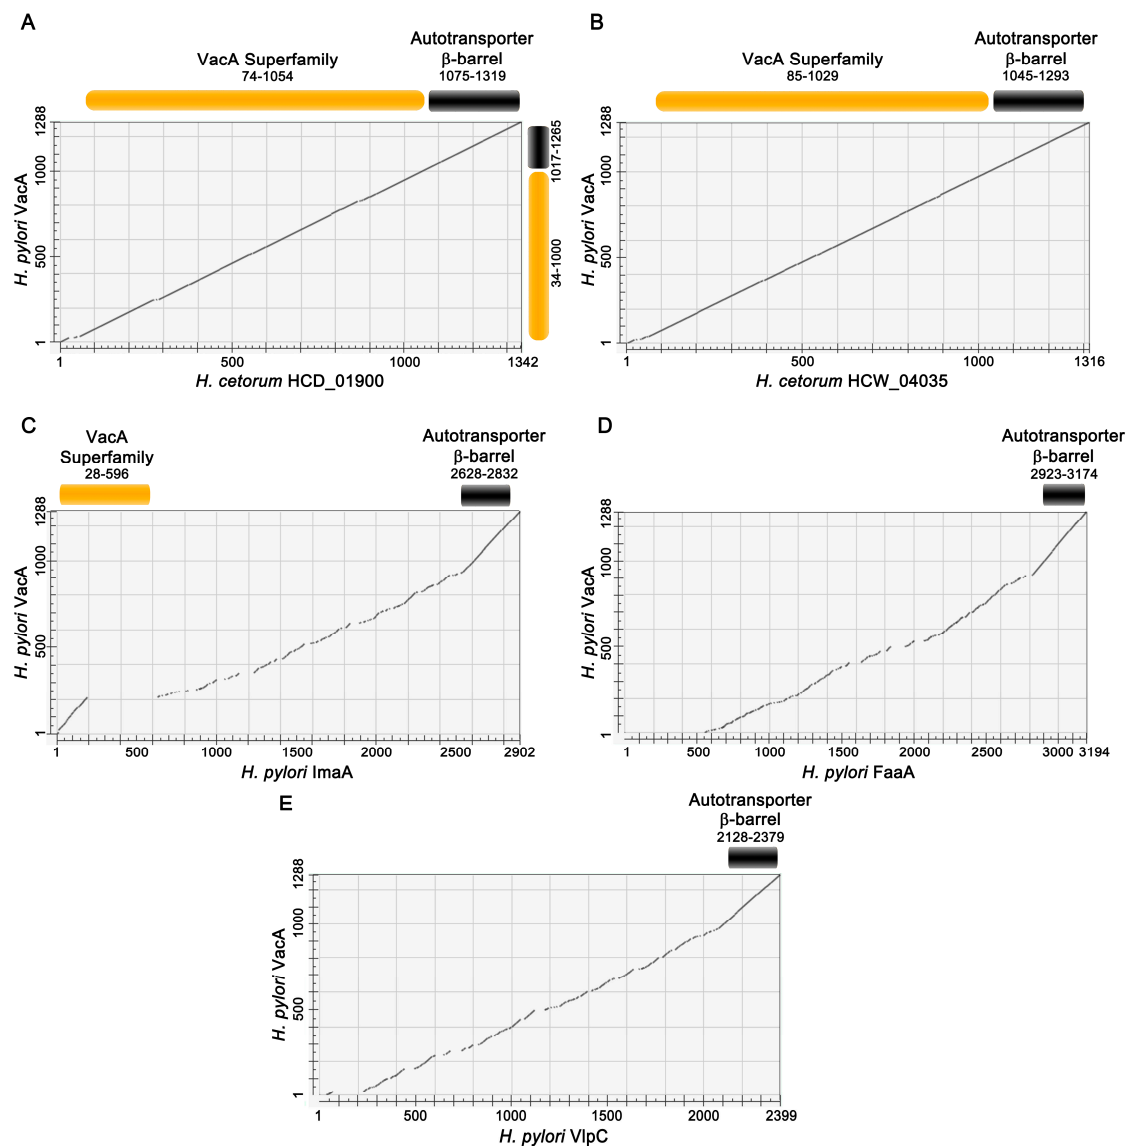 A
VacA Superfamily
74-1054
Autotransporter
β-barrel
1075-1319
1288
1000
500
1
H. pylori VacA
1017-1265
34-1000
1 500 1000 1342
H. cetorum HCD_01900
B
VacA Superfamily
85-1029
Autotransporter
β-barrel
1045-1293
1288
1000
500
1
H. pylori VacA
1 500 1000 1316
H. cetorum HCW_04035
C
VacA
Superfamily
28-596
Autotransporter
β-barrel
2628-2832
1288
1000
500
1
H. pylori VacA
1 500 1000 1500 2000 2500 2902
H. pylori ImaA
D
Autotransporter
β-barrel
2923-3174
1288
1000
500
1
H. pylori VacA
1 500 1000 1500 2000 2500 3000 3194
H. pylori FaaA
E
Autotransporter
β-barrel
2128-2379
1288
1000
500
1
H. pylori VacA
1 500 1000 1500 2000 2399
H. pylori VlpC